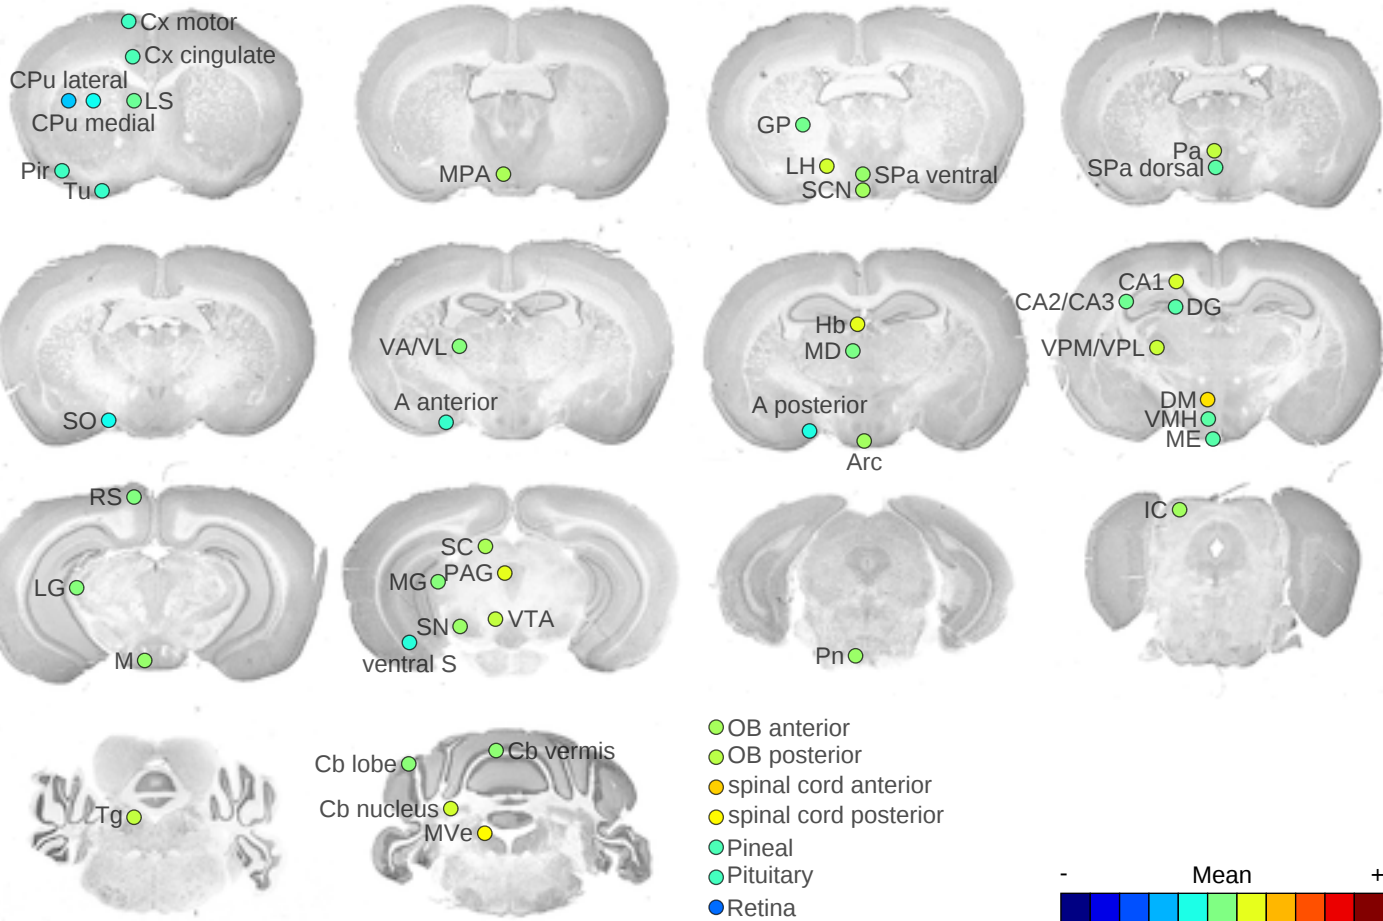 Cx motor
Cx cingulate
CPu lateral
LS
CPu medial
Pir
Tu
MPA
GP
LH
SPa ventral
SCN
Pa
SPa dorsal
SO
VA/VL
A anterior
Hb
MD
A posterior
Arc
CA1
CA2/CA3
DG
VPM/VPL
DM
VMH
ME
RS
LG
M
SC
PAG
MG
VTA
SN
ventral S
Pn
IC
Tg
Cb vermis
Cb lobe
Cb nucleus
MVe
OB anterior
OB posterior
spinal cord anterior
spinal cord posterior
Pineal
Pituitary
Retina
- Mean +